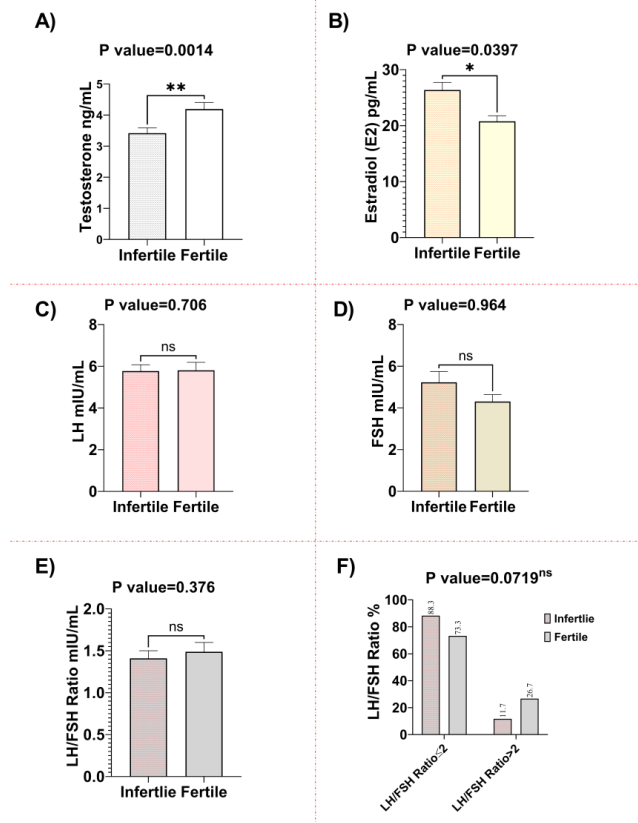 A)
P value=0.0014
**
Testosterone ng/mL
5
4
3
2
1
0
Infertile Fertile
B)
P value=0.0397
*
Estradiol (E2) pg/mL
30
20
10
0
Infertile Fertile
C)
P value=0.706
ns
LH mIU/mL
8
6
4
2
0
Infertile Fertile
D)
P value=0.964
ns
FSH mIU/mL
8
6
4
2
0
Infertile Fertile
E)
P value=0.376
ns
LH/FSH Ratio mIU/mL
2.0
1.5
1.0
0.5
0.0
Infertlie Fertile
F)
P value=0.0719ns
LH/FSH Ratio %
100
80
60
40
20
0
88.3
73.3
11.7
26.7
Infertlie
Fertile
LH/FSH Ratio≤2
LH/FSH Ratio>2